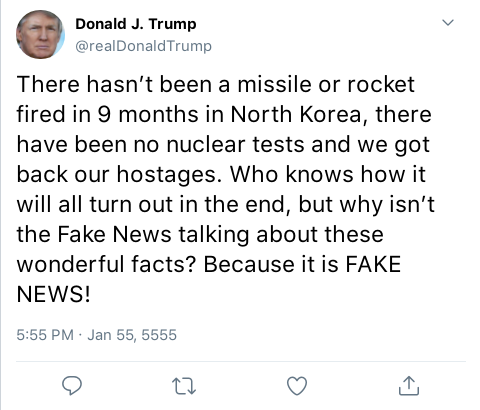 Donald J. Trump
@realDonaldTrump
There hasn’t been a missile or rocket
fired in 9 months in North Korea, there
have been no nuclear tests and we got
back our hostages. Who knows how it
will all turn out in the end, but why isn’t
the Fake News talking about these
wonderful facts? Because it is FAKE
NEWS!
5:55 PM · Jan 55, 5555